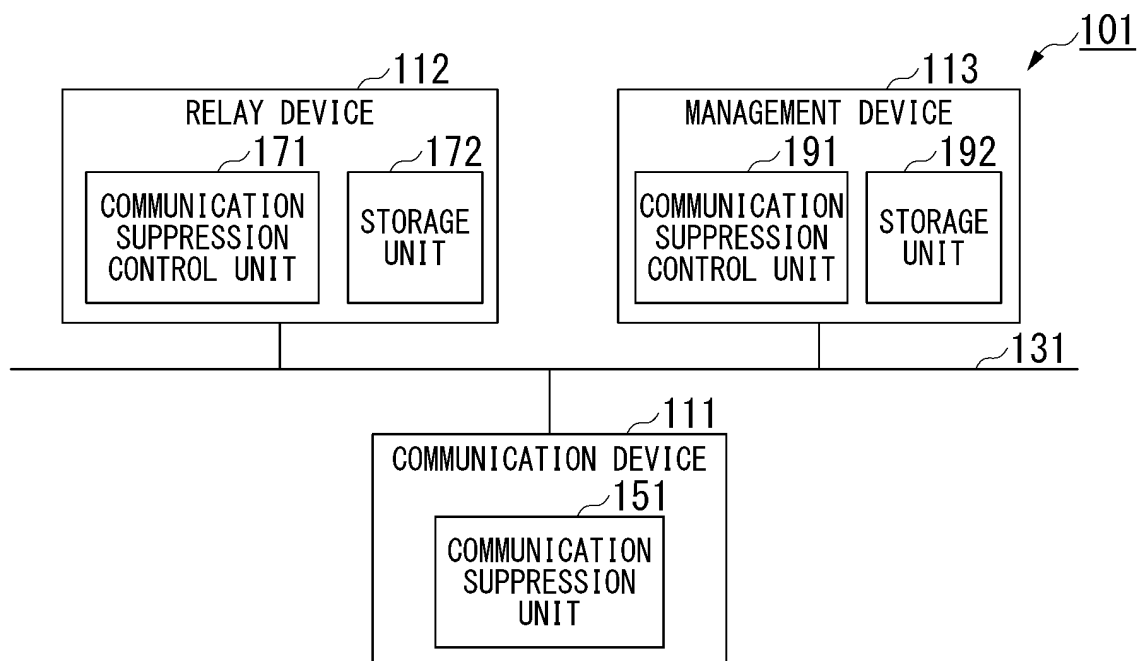 101
112
113
RELAY DEVICE
MANAGEMENT DEVICE
171
172
191
192
COMMUNICATION
SUPPRESSION
CONTROL UNIT
STORAGE
UNIT
COMMUNICATION
SUPPRESSION
CONTROL UNIT
STORAGE
UNIT
131
111
COMMUNICATION DEVICE
151
COMMUNICATION
SUPPRESSION
UNIT